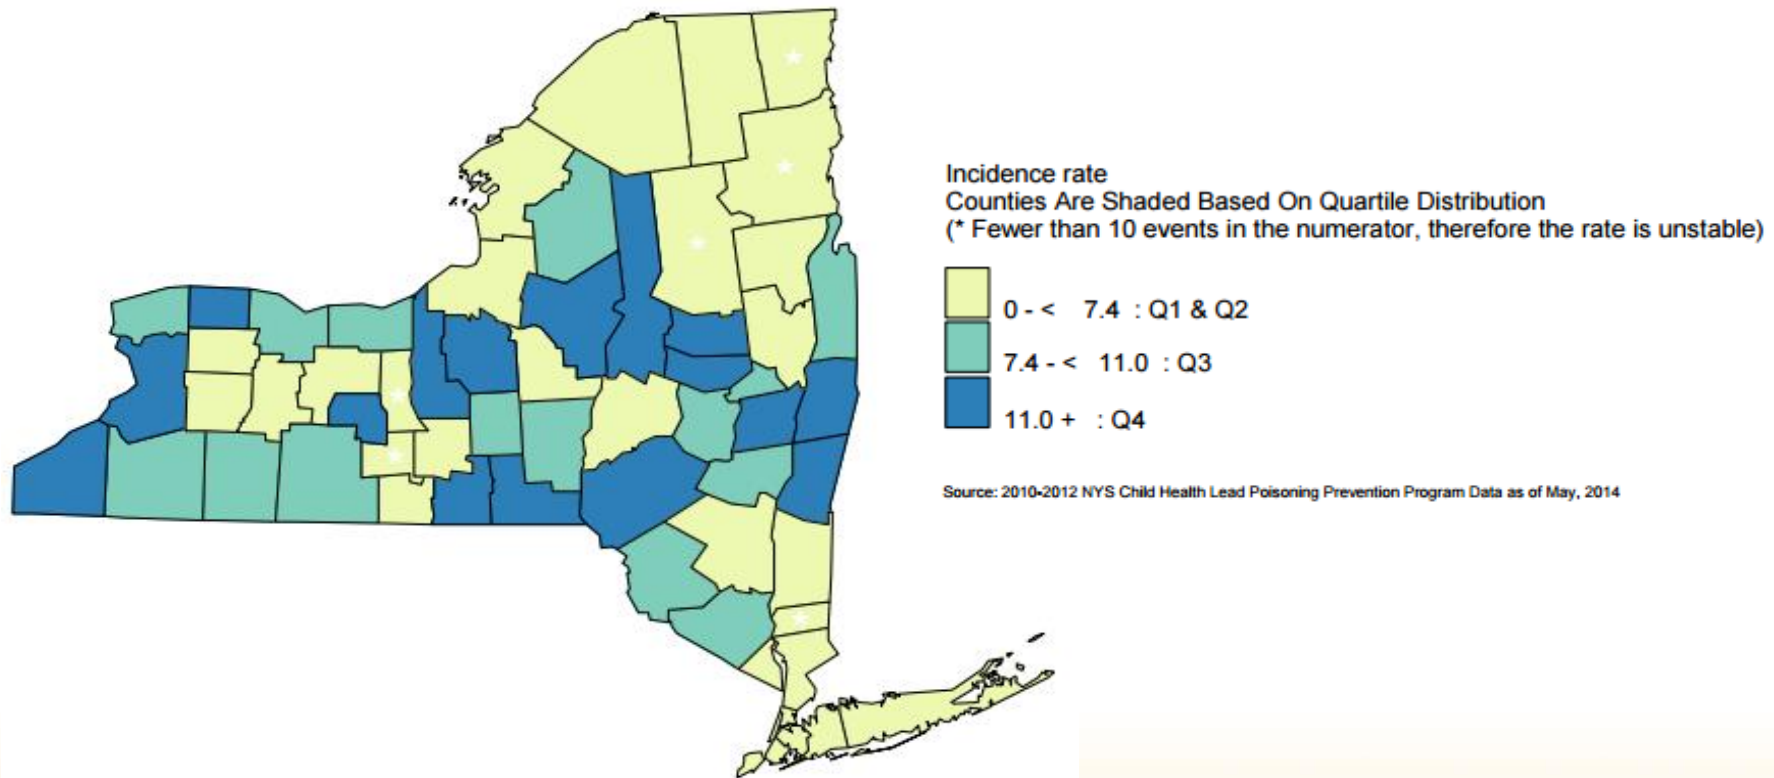 Incidence rate
Counties Are Shaded Based On Quartile Distribution
(* Fewer than 10 events in the numerator, therefore the rate is unstable)
0 - < 7.4 : Q1 & Q2
7.4 - < 11.0 : Q3
11.0 + : Q4
Source: 2010-2012 NYS Child Health Lead Poisoning Prevention Program Data as of May, 2014